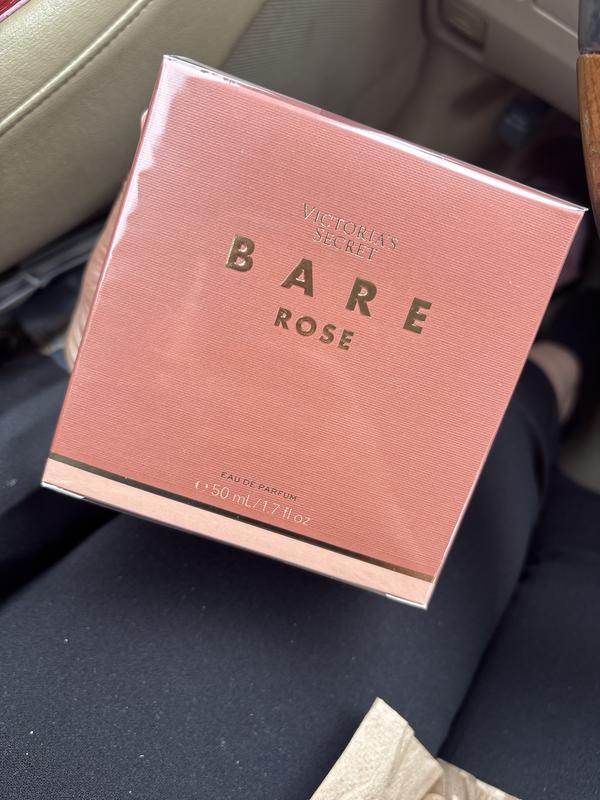 VICTORIA'S
SECRET
BARE
ROSE
EAU DE PARFUM
℮ 50 mL/1.7 fl oz